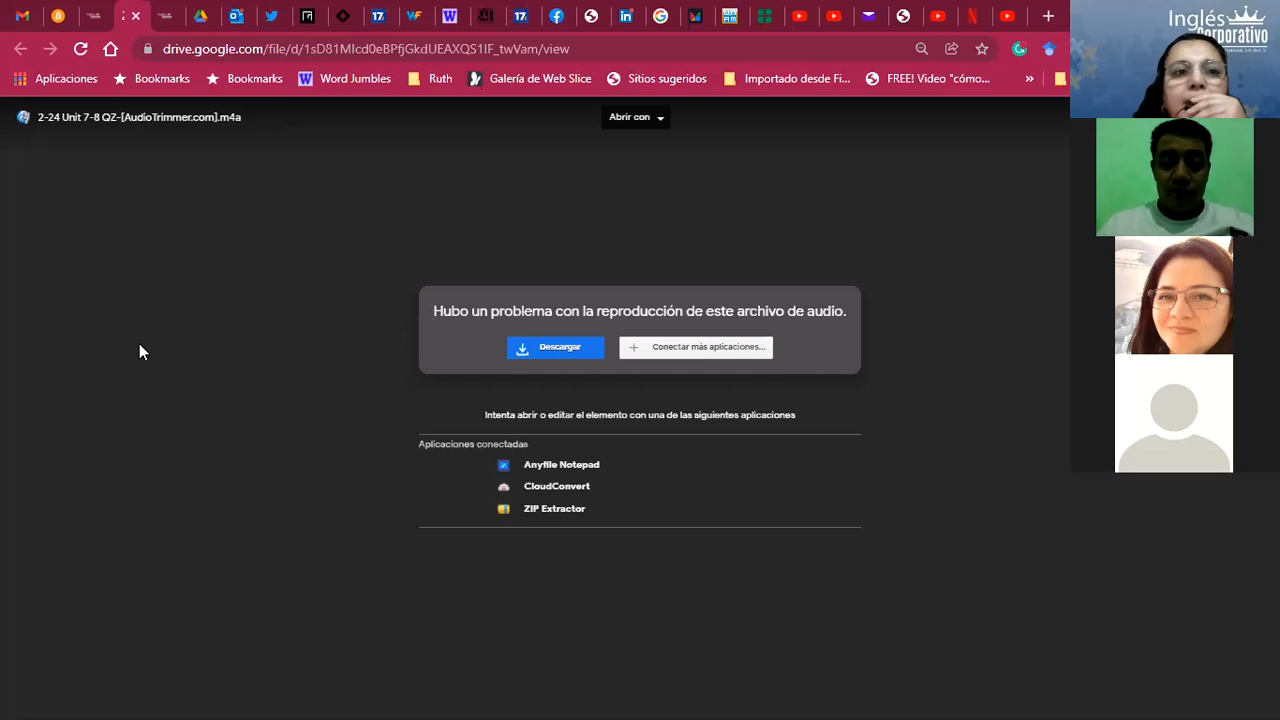 drive.google.com/file/d/1sD81MIcd0eBPfjGkdUEAXQS1IF_twVam/view
Aplicaciones
Bookmarks
Bookmarks
Word Jumbles
Ruth
Galería de Web Slice
Sitios sugeridos
Importado desde Fi...
FREE! Video "cómo...
»
2-24 Unit 7-8 QZ-[AudioTrimmer.com].m4a
Abrir con
Hubo un problema con la reproducción de este archivo de audio.
Descargar
Conectar más aplicaciones...
Intenta abrir o editar el elemento con una de las siguientes aplicaciones
Aplicaciones conectadas
Anyfile Notepad
CloudConvert
ZIP Extractor
Inglés
Corporativo